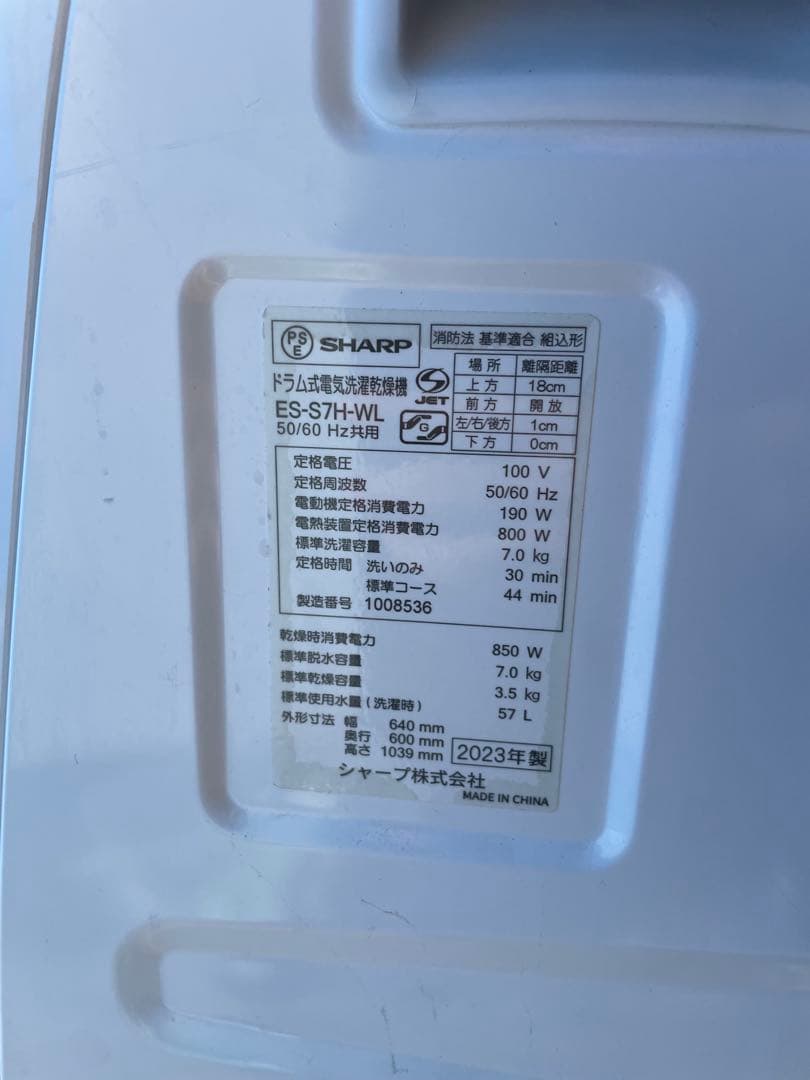 PSE SHARP
消防法 基準適合 組込形
ドラム式電気洗濯乾燥機
ES-S7H-WL
50/60 Hz共用
JET
G
場所 離隔距離
上方 18cm
前方 開放
左/右/後方 1cm
下方 0cm
定格電圧 100 V
定格周波数 50/60 Hz
電動機定格消費電力 190 W
電熱装置定格消費電力 800 W
標準洗濯容量 7.0 kg
定格時間 洗いのみ 30 min
標準コース 44 min
製造番号 1008536
乾燥時消費電力 850 W
標準脱水容量 7.0 kg
標準乾燥容量 3.5 kg
標準使用水量(洗濯時) 57 L
外形寸法 幅 640 mm
奥行 600 mm
高さ 1039 mm
2023年製
シャープ株式会社
MADE IN CHINA